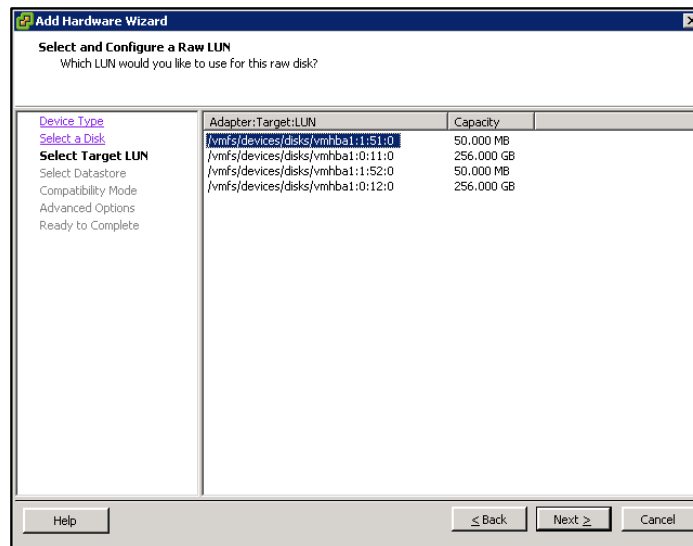 Add Hardware Wizard
Select and Configure a Raw LUN
Which LUN would you like to use for this raw disk?
Device Type
Select a Disk
Select Target LUN
Select Datastore
Compatibility Mode
Advanced Options
Ready to Complete
Adapter:Target:LUN Capacity
/vmfs/devices/disks/vmhba1:1:51:0 50.000 MB
/vmfs/devices/disks/vmhba1:0:11:0 256.000 GB
/vmfs/devices/disks/vmhba1:1:52:0 50.000 MB
/vmfs/devices/disks/vmhba1:0:12:0 256.000 GB
Help ≤ Back Next ≥ Cancel